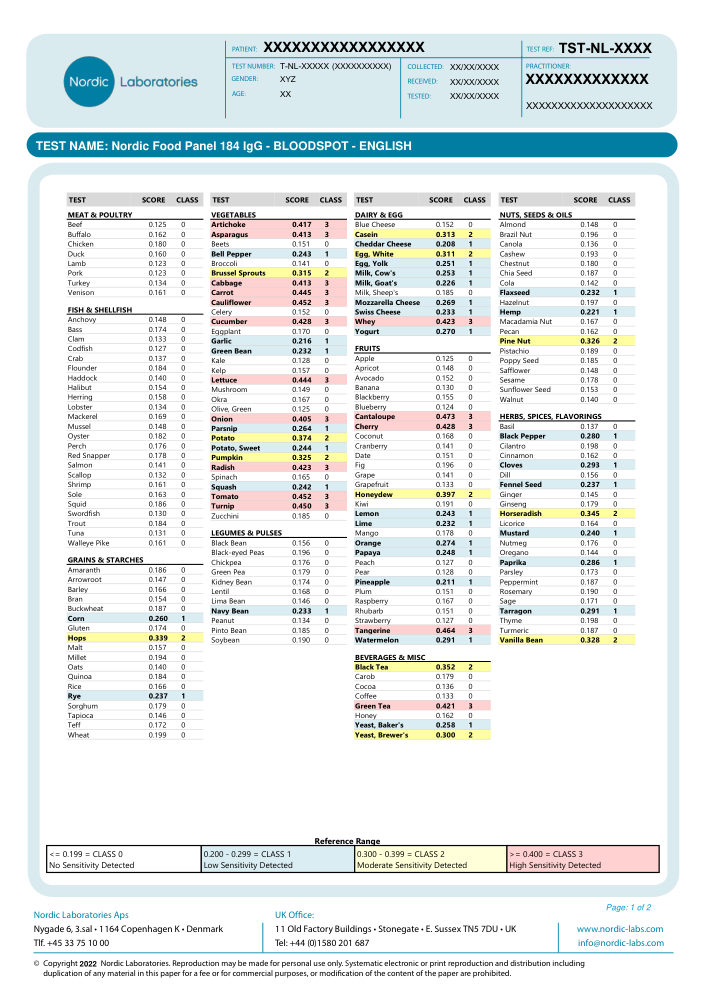 Nordic Laboratories
PATIENT: XXXXXXXXXXXXXXXXX
TEST NUMBER: T-NL-XXXXX (XXXXXXXXXX)
GENDER: XYZ
AGE: XX
COLLECTED: XX/XX/XXXX
RECEIVED: XX/XX/XXXX
TESTED: XX/XX/XXXX
TEST REF: TST-NL-XXXX
PRACTITIONER:
XXXXXXXXXXXXX
XXXXXXXXXXXXXXXXXXX
TEST NAME: Nordic Food Panel 184 IgG - BLOODSPOT - ENGLISH
TEST SCORE CLASS
MEAT & POULTRY
Beef 0.125 0
Buffalo 0.162 0
Chicken 0.180 0
Duck 0.160 0
Lamb 0.123 0
Pork 0.123 0
Turkey 0.134 0
Venison 0.161 0
FISH & SHELLFISH
Anchovy 0.148 0
Bass 0.174 0
Clam 0.133 0
Codfish 0.127 0
Crab 0.137 0
Flounder 0.184 0
Haddock 0.140 0
Halibut 0.154 0
Herring 0.158 0
Lobster 0.134 0
Mackerel 0.169 0
Mussel 0.148 0
Oyster 0.182 0
Perch 0.176 0
Red Snapper 0.178 0
Salmon 0.141 0
Scallop 0.132 0
Shrimp 0.161 0
Sole 0.163 0
Squid 0.186 0
Swordfish 0.130 0
Trout 0.184 0
Tuna 0.131 0
Walleye Pike 0.161 0
GRAINS & STARCHES
Amaranth 0.186 0
Arrowroot 0.147 0
Barley 0.166 0
Bran 0.154 0
Buckwheat 0.187 0
Corn 0.260 1
Gluten 0.174 0
Hops 0.339 2
Malt 0.157 0
Millet 0.194 0
Oats 0.140 0
Quinoa 0.184 0
Rice 0.166 0
Rye 0.237 1
Sorghum 0.179 0
Tapioca 0.146 0
Teff 0.172 0
Wheat 0.199 0
TEST SCORE CLASS
VEGETABLES
Artichoke 0.417 3
Asparagus 0.413 3
Beets 0.151 0
Bell Pepper 0.243 1
Broccoli 0.141 0
Brussel Sprouts 0.315 2
Cabbage 0.413 3
Carrot 0.445 3
Cauliflower 0.452 3
Celery 0.152 0
Cucumber 0.428 3
Eggplant 0.170 0
Garlic 0.216 1
Green Bean 0.232 1
Kale 0.128 0
Kelp 0.157 0
Lettuce 0.444 3
Mushroom 0.149 0
Okra 0.167 0
Olive, Green 0.125 0
Onion 0.405 3
Parsnip 0.264 1
Potato 0.374 2
Potato, Sweet 0.244 1
Pumpkin 0.325 2
Radish 0.423 3
Spinach 0.165 0
Squash 0.242 1
Tomato 0.452 3
Turnip 0.450 3
Zucchini 0.185 0
LEGUMES & PULSES
Black Bean 0.156 0
Black-eyed Peas 0.196 0
Chickpea 0.176 0
Green Pea 0.179 0
Kidney Bean 0.174 0
Lentil 0.168 0
Lima Bean 0.146 0
Navy Bean 0.233 1
Peanut 0.134 0
Pinto Bean 0.185 0
Soybean 0.190 0
TEST SCORE CLASS
DAIRY & EGG
Blue Cheese 0.152 0
Casein 0.313 2
Cheddar Cheese 0.208 1
Egg, White 0.311 2
Egg, Yolk 0.251 1
Milk, Cow's 0.253 1
Milk, Goat's 0.226 1
Milk, Sheep's 0.185 0
Mozzarella Cheese 0.269 1
Swiss Cheese 0.233 1
Whey 0.423 3
Yogurt 0.270 1
FRUITS
Apple 0.125 0
Apricot 0.148 0
Avocado 0.152 0
Banana 0.130 0
Blackberry 0.155 0
Blueberry 0.124 0
Cantaloupe 0.473 3
Cherry 0.428 3
Coconut 0.168 0
Cranberry 0.141 0
Date 0.151 0
Fig 0.196 0
Grape 0.141 0
Grapefruit 0.133 0
Honeydew 0.397 2
Kiwi 0.191 0
Lemon 0.243 1
Lime 0.232 1
Mango 0.178 0
Orange 0.274 1
Papaya 0.248 1
Peach 0.127 0
Pear 0.128 0
Pineapple 0.211 1
Plum 0.151 0
Raspberry 0.167 0
Rhubarb 0.151 0
Strawberry 0.127 0
Tangerine 0.464 3
Watermelon 0.291 1
BEVERAGES & MISC
Black Tea 0.352 2
Carob 0.179 0
Cocoa 0.136 0
Coffee 0.133 0
Green Tea 0.421 3
Honey 0.162 0
Yeast, Baker's 0.258 1
Yeast, Brewer's 0.300 2
TEST SCORE CLASS
NUTS, SEEDS & OILS
Almond 0.148 0
Brazil Nut 0.196 0
Canola 0.136 0
Cashew 0.193 0
Chestnut 0.180 0
Chia Seed 0.187 0
Cola 0.142 0
Flaxseed 0.232 1
Hazelnut 0.197 0
Hemp 0.221 1
Macadamia Nut 0.167 0
Pecan 0.162 0
Pine Nut 0.326 2
Pistachio 0.189 0
Poppy Seed 0.185 0
Safflower 0.148 0
Sesame 0.178 0
Sunflower Seed 0.153 0
Walnut 0.140 0
HERBS, SPICES, FLAVORINGS
Basil 0.137 0
Black Pepper 0.280 1
Cilantro 0.198 0
Cinnamon 0.162 0
Cloves 0.293 1
Dill 0.156 0
Fennel Seed 0.237 1
Ginger 0.145 0
Ginseng 0.179 0
Horseradish 0.345 2
Licorice 0.164 0
Mustard 0.240 1
Nutmeg 0.176 0
Oregano 0.144 0
Paprika 0.286 1
Parsley 0.173 0
Peppermint 0.187 0
Rosemary 0.190 0
Sage 0.171 0
Tarragon 0.291 1
Thyme 0.198 0
Turmeric 0.187 0
Vanilla Bean 0.328 2
Reference Range
<= 0.199 = CLASS 0
No Sensitivity Detected
0.200 - 0.299 = CLASS 1
Low Sensitivity Detected
0.300 - 0.399 = CLASS 2
Moderate Sensitivity Detected
>= 0.400 = CLASS 3
High Sensitivity Detected
Page: 1 of 2
Nordic Laboratories Aps
Nygade 6, 3.sal • 1164 Copenhagen K • Denmark
Tlf. +45 33 75 10 00
UK Office:
11 Old Factory Buildings • Stonegate • E. Sussex TN5 7DU • UK
Tel: +44 (0)1580 201 687
www.nordic-labs.com
info@nordic-labs.com
© Copyright 2022 Nordic Laboratories. Reproduction may be made for personal use only. Systematic electronic or print reproduction and distribution including
duplication of any material in this paper for a fee or for commercial purposes, or modification of the content of the paper are prohibited.